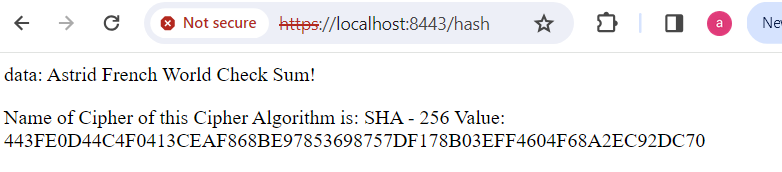 Not secure https://localhost:8443/hash a Nev
data: Astrid French World Check Sum!
Name of Cipher of this Cipher Algorithm is: SHA - 256 Value:
443FE0D44C4F0413CEAF868BE97853698757DF178B03EFF4604F68A2EC92DC70